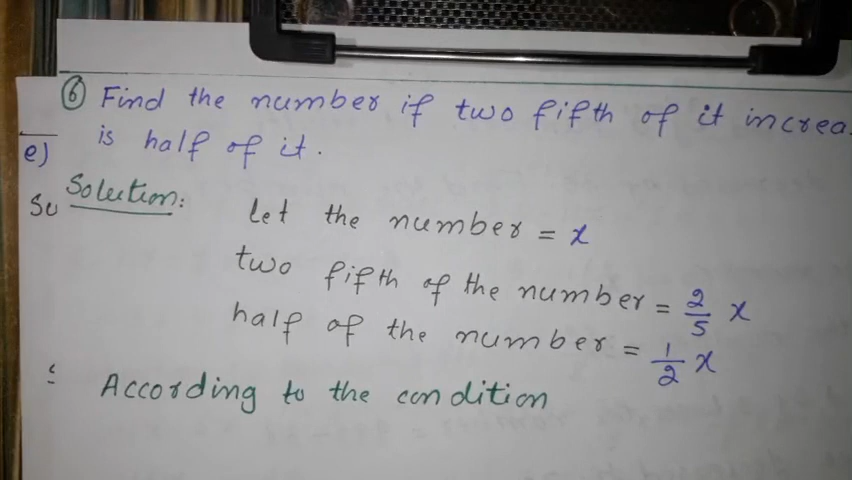 ⑥ Find the number if two fifth of it increa
is half of it.
e)
Solution:
So
let the number = x
two fifth of the number = 2/5 x
half of the number = 1/2 x
According to the condition